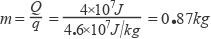 m = Q/q = 4×10⁷J / 4•6×10⁷J/kg = 0•87kg